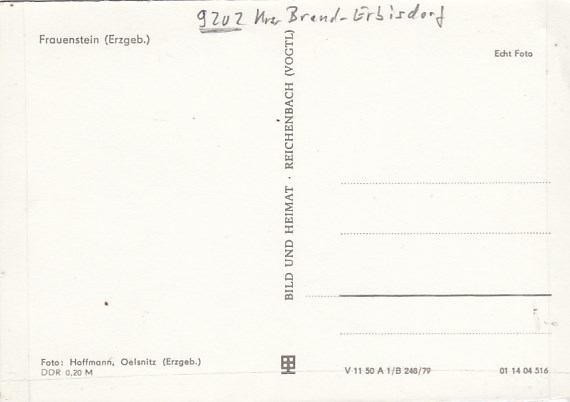 9202 Krs Brand-Erbisdorf
Frauenstein (Erzgeb.)
Echt Foto
BILD UND HEIMAT · REICHENBACH (VOGTL)
Foto: Hoffmann, Oelsnitz (Erzgeb.)
DDR 0,20 M
V 11 50 A 1/B 248/79
01 14 04 516